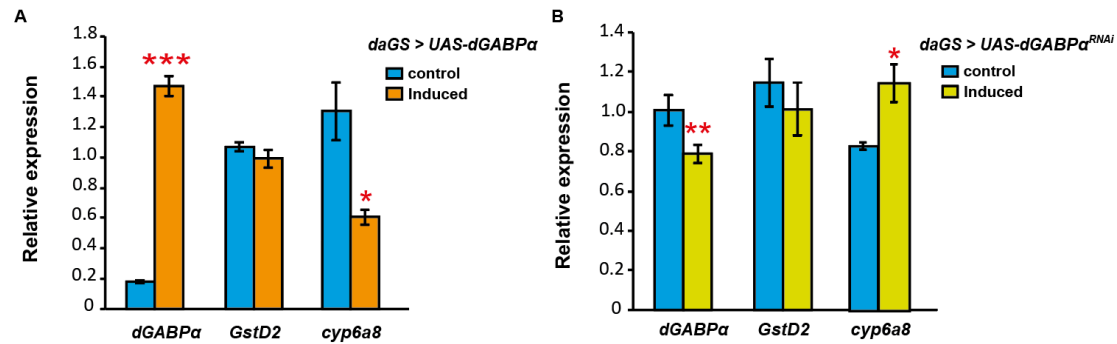 A
daGS > UAS-dGABPα
control
Induced
Relative expression
1.8
1.6
1.4
1.2
1.0
0.8
0.6
0.4
0.2
0
***
*
dGABPα GstD2 cyp6a8
B
daGS > UAS-dGABPα^RNAi
control
Induced
Relative expression
1.4
1.2
1.0
0.8
0.6
0.4
0.2
0
**
*
dGABPα GstD2 cyp6a8